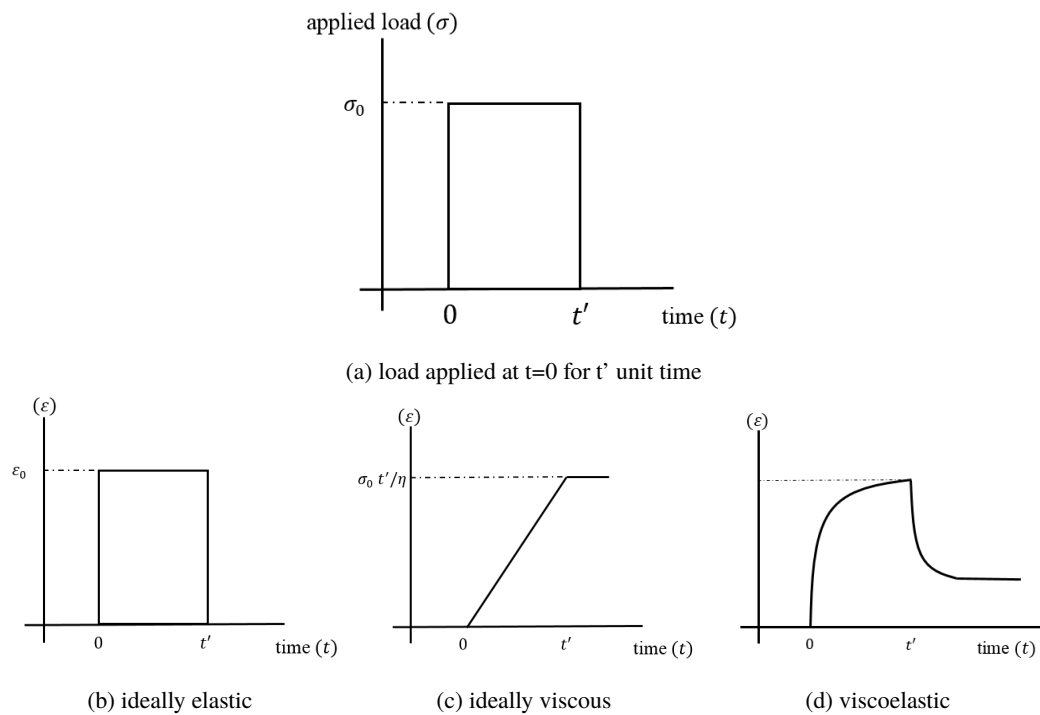 applied load (σ)
σ₀
0 t′ time (t)
(a) load applied at t=0 for t’ unit time
(ε) (ε) (ε)
ε₀ σ₀ t′/η
0 t′ time (t) 0 t′ time (t) 0 t′ time (t)
(b) ideally elastic (c) ideally viscous (d) viscoelastic